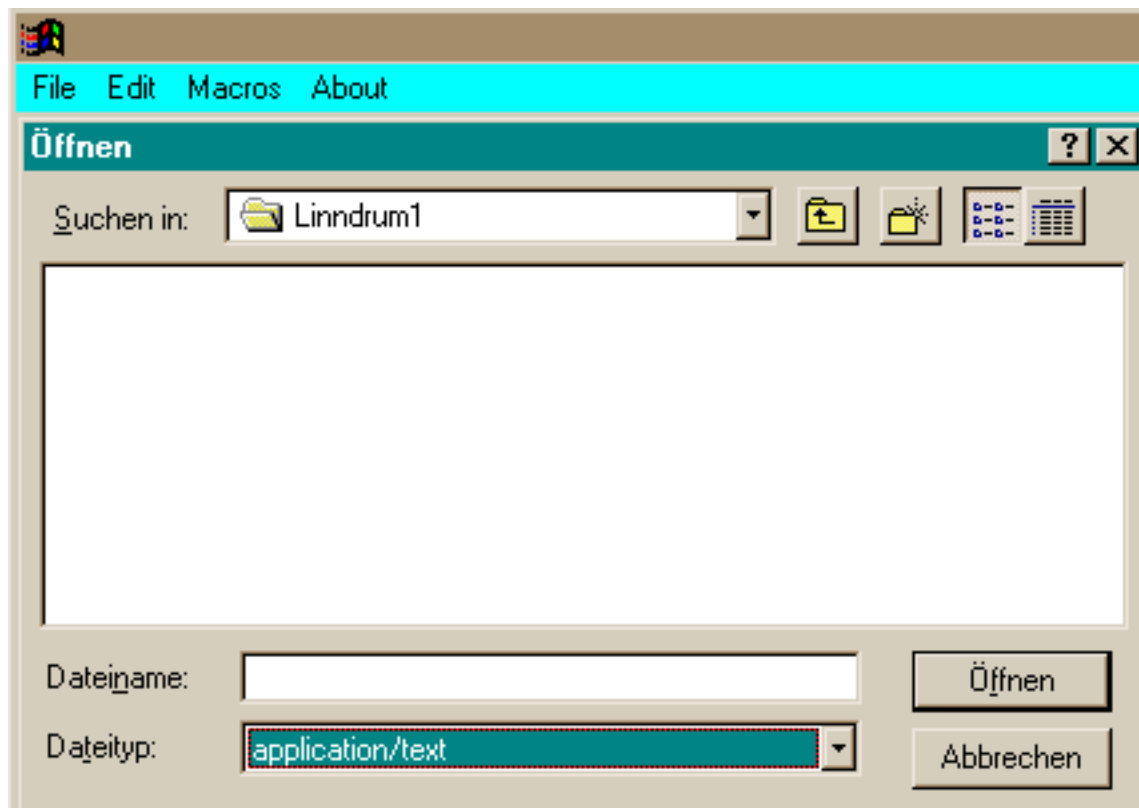 File Edit Macros About
Öffnen
Suchen in: Linndrum1
Dateiname: Öffnen
Dateityp: application/text Abbrechen